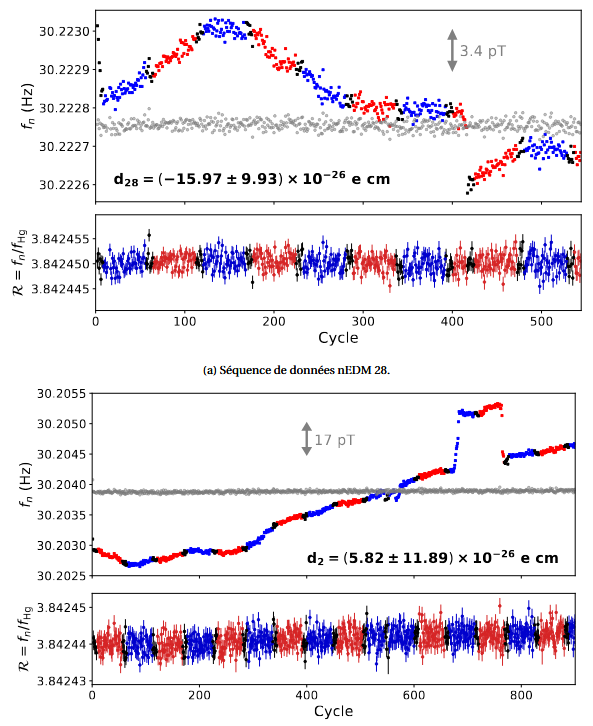 30.2230
30.2229
30.2228
30.2227
30.2226
fₙ (Hz)
3.4 pT
d₂₈ = (−15.97 ± 9.93) × 10⁻²⁶ e cm
3.842455
3.842450
3.842445
ℛ = fₙ/f_Hg
0 100 200 300 400 500
Cycle
(a) Séquence de données nEDM 28.
30.2055
30.2050
30.2045
30.2040
30.2035
30.2030
30.2025
fₙ (Hz)
17 pT
d₂ = (5.82 ± 11.89) × 10⁻²⁶ e cm
3.84245
3.84244
3.84243
ℛ = fₙ/f_Hg
0 200 400 600 800
Cycle